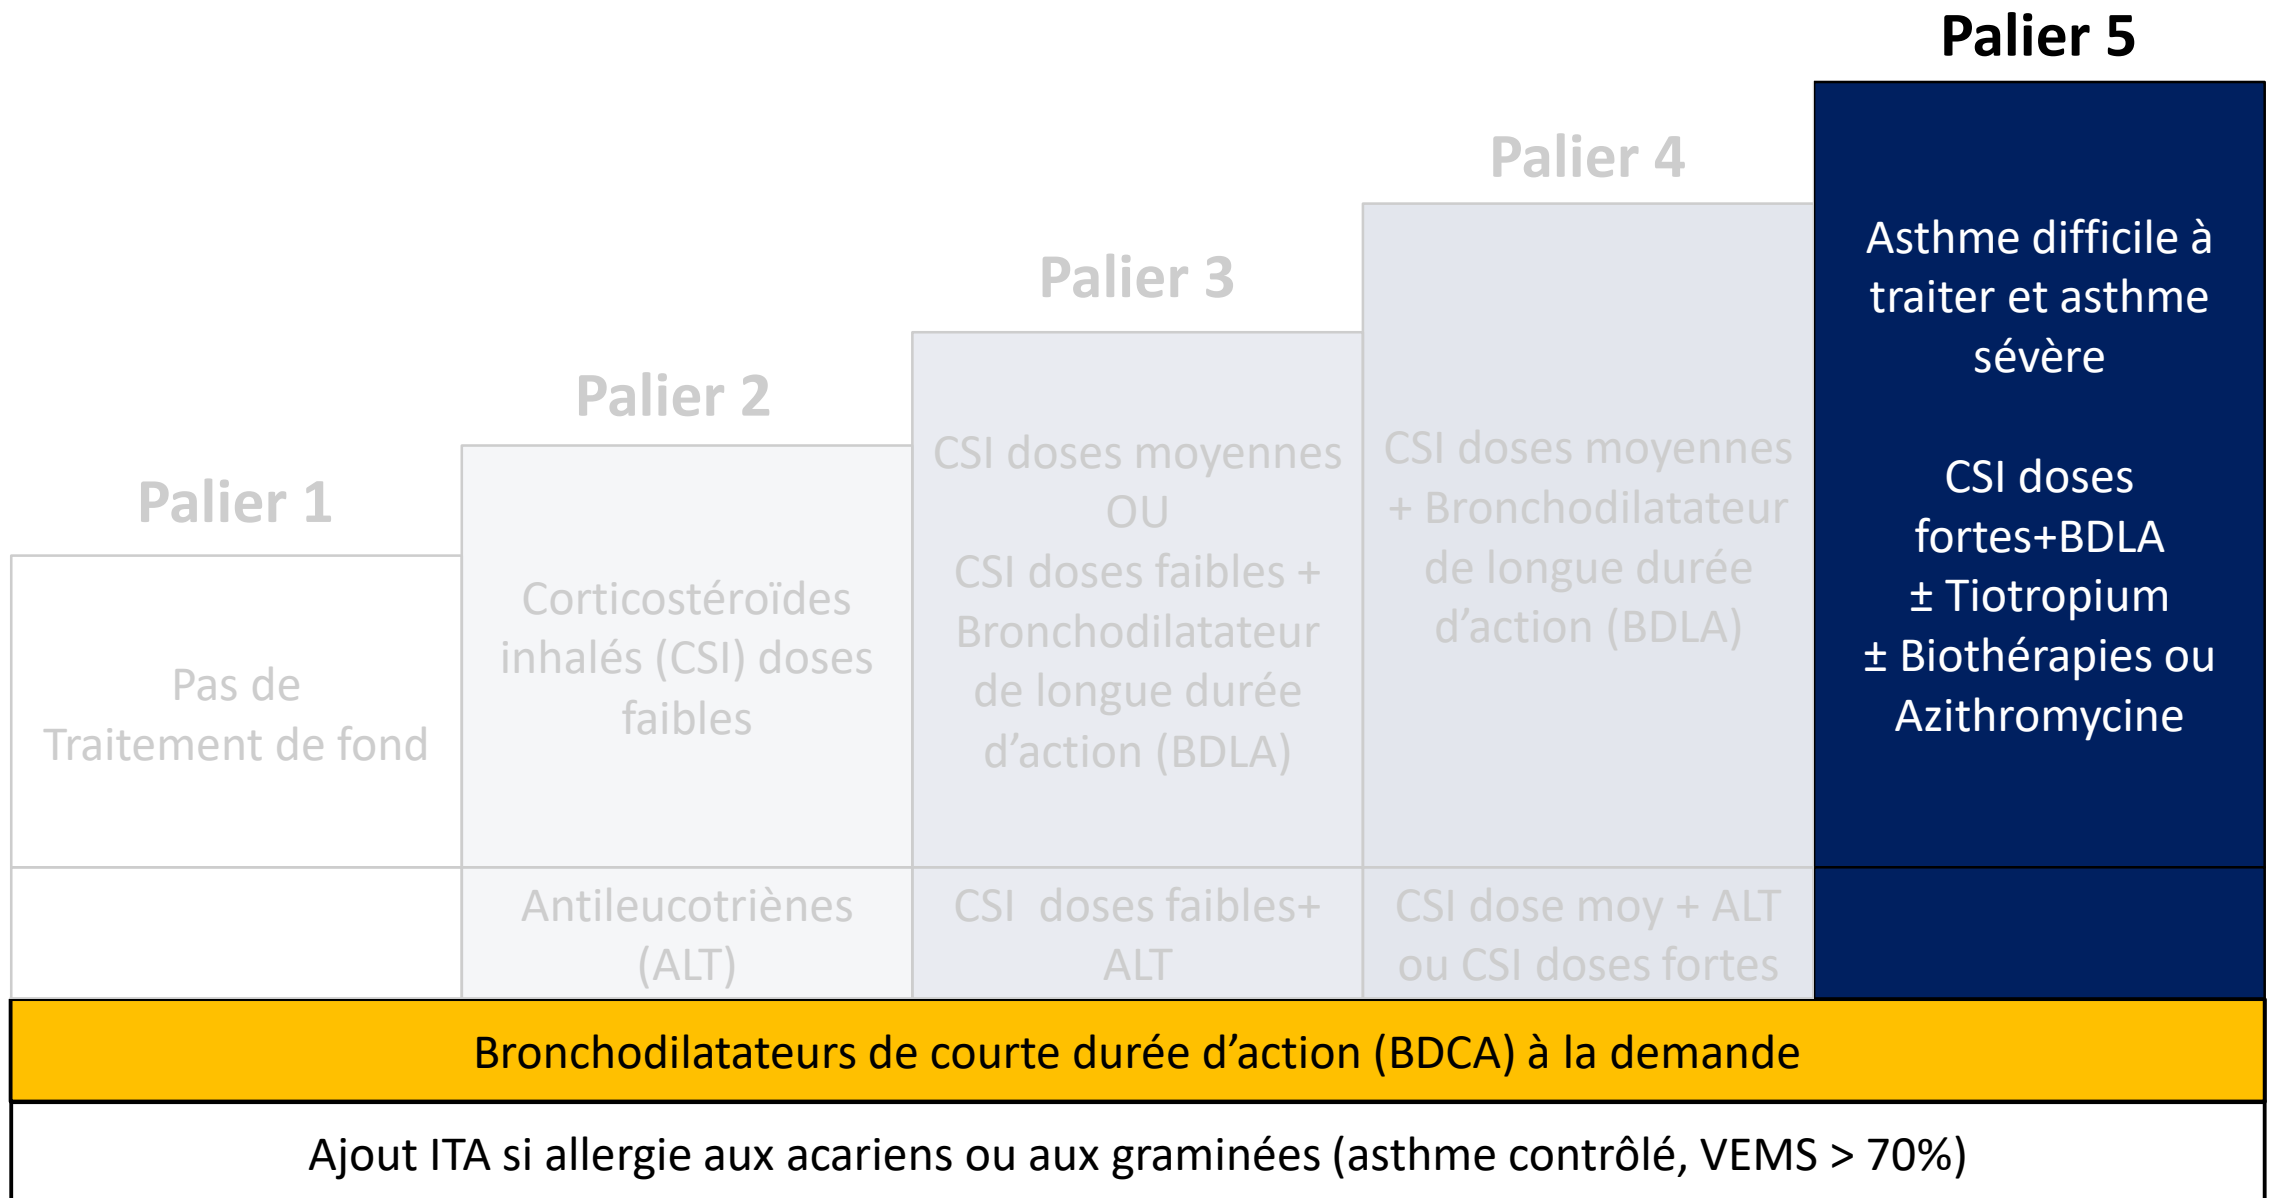 Palier 1
Pas de
Traitement de fond
Palier 2
Corticostéroïdes
inhalés (CSI) doses
faibles
Antileucotriènes
(ALT)
Palier 3
CSI doses moyennes
OU
CSI doses faibles +
Bronchodilatateur
de longue durée
d’action (BDLA)
CSI  doses faibles+
ALT
Palier 4
CSI doses moyennes
+ Bronchodilatateur
de longue durée
d’action (BDLA)
CSI dose moy + ALT
ou CSI doses fortes
Palier 5
Asthme difficile à
traiter et asthme
sévère
CSI doses
fortes+BDLA
± Tiotropium
± Biothérapies ou
Azithromycine
Bronchodilatateurs de courte durée d’action (BDCA) à la demande
Ajout ITA si allergie aux acariens ou aux graminées (asthme contrôlé, VEMS > 70%)